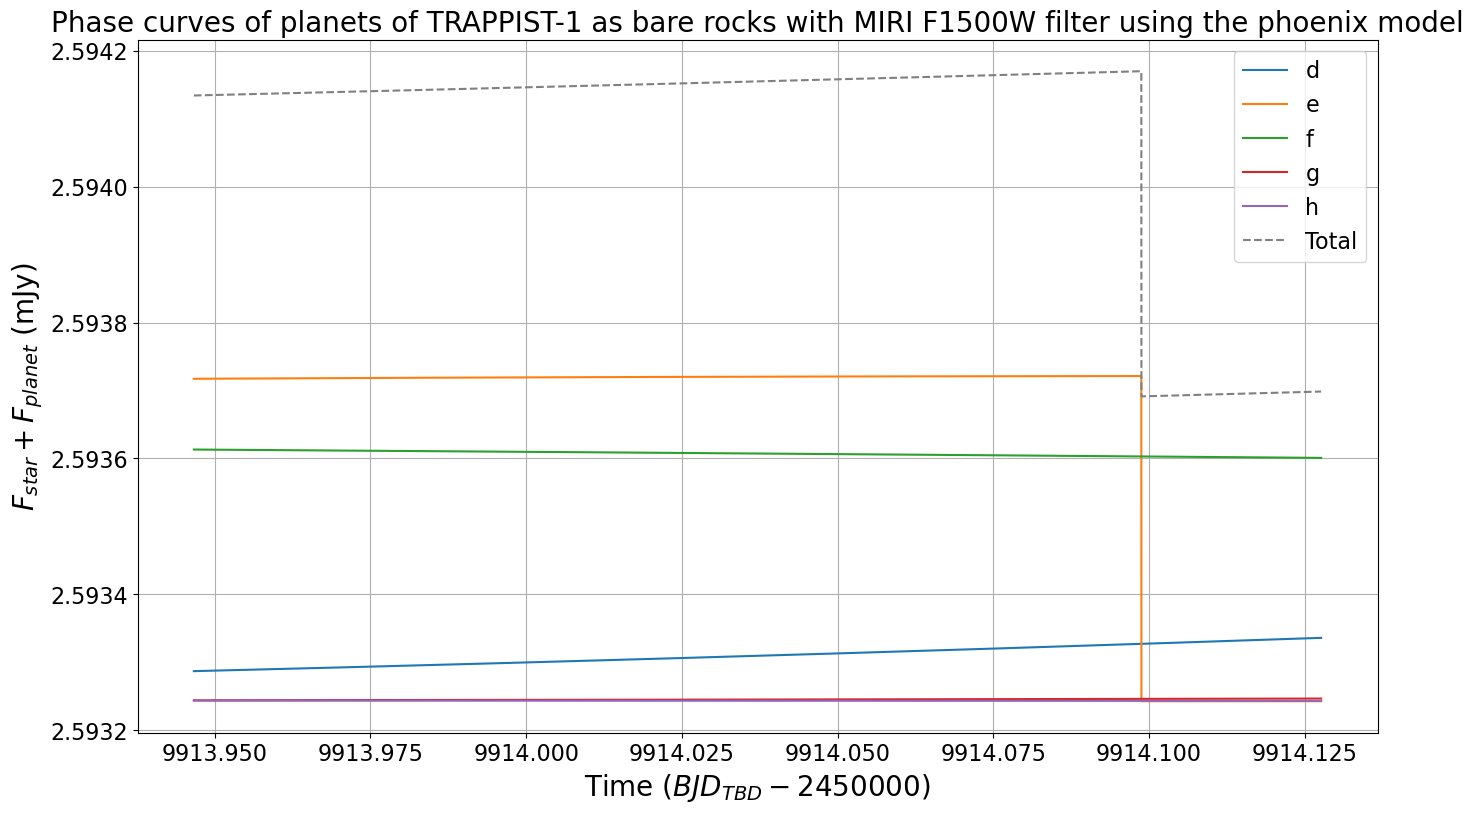 Phase curves of planets of TRAPPIST-1 as bare rocks with MIRI F1500W filter using the phoenix model
2.5942
2.5940
2.5938
2.5936
2.5934
2.5932
F_star + F_planet (mJy)
d
e
f
g
h
Total
9913.950 9913.975 9914.000 9914.025 9914.050 9914.075 9914.100 9914.125
Time (BJD_TBD − 2450000)